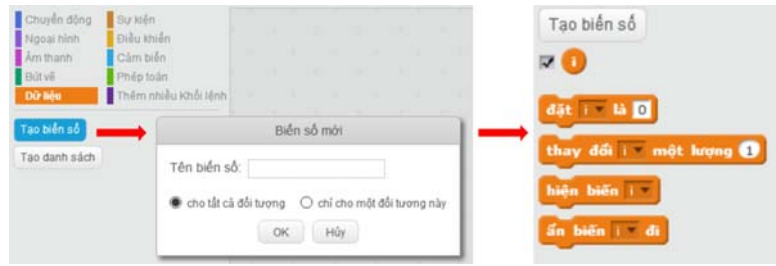 Chuyển động Sự kiện
Ngoại hình Điều khiển
Âm thanh Cảm biến
Bút vẽ Phép toán
Dữ liệu Thêm nhiều Khối lệnh
Tạo biến số
Tạo danh sách
Biến số mới
Tên biến số:
cho tất cả đối tượng chỉ cho một đối tương này
OK Hủy
Tạo biến số
i
đặt i là 0
thay đổi i một lượng 1
hiện biến i
ẩn biến i đi